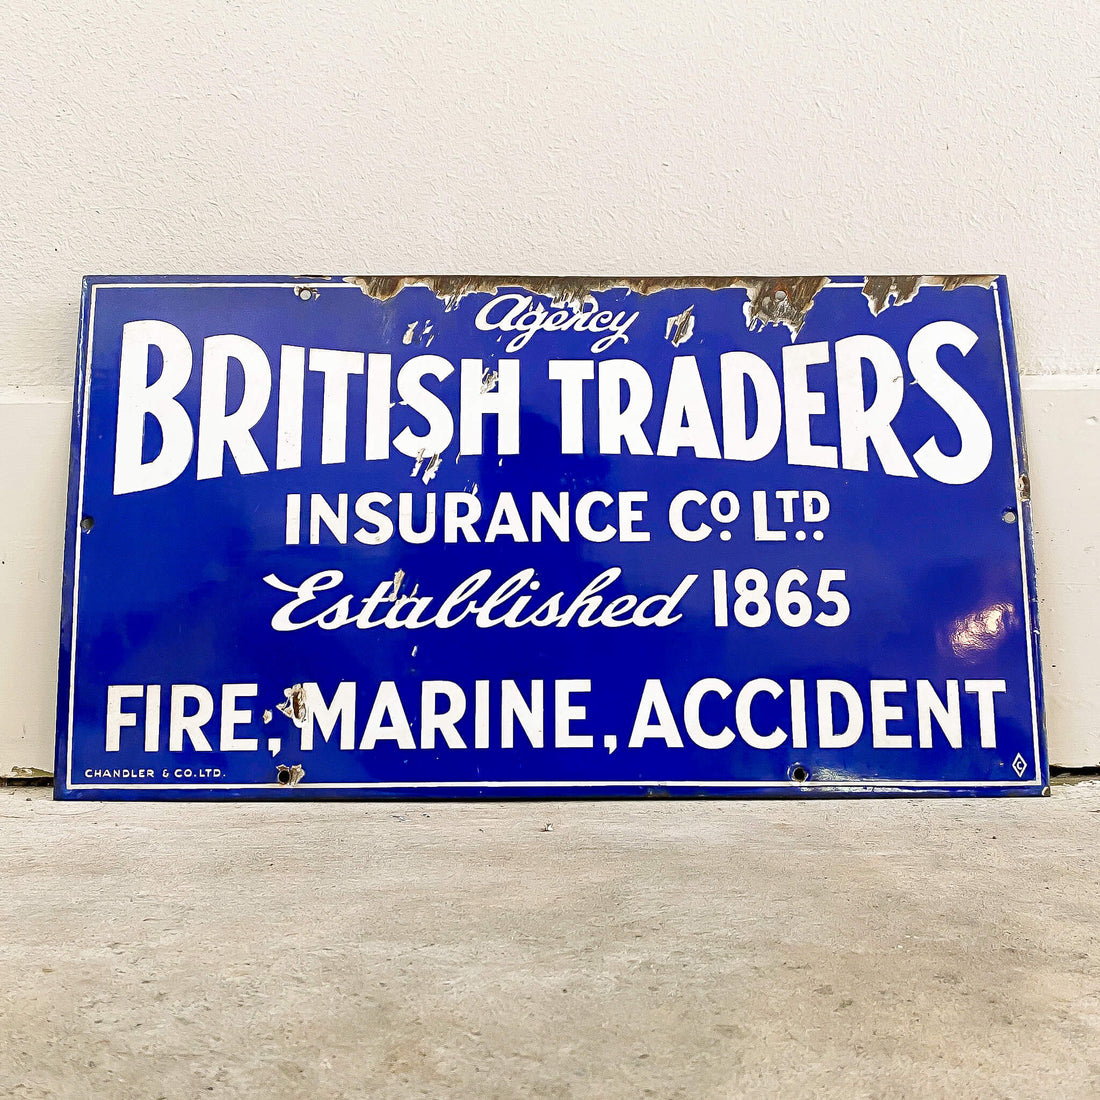 Agency
BRITISH TRADERS
INSURANCE CO. LTD.
Established 1865
FIRE, MARINE, ACCIDENT
CHANDLER & CO. LTD.
C